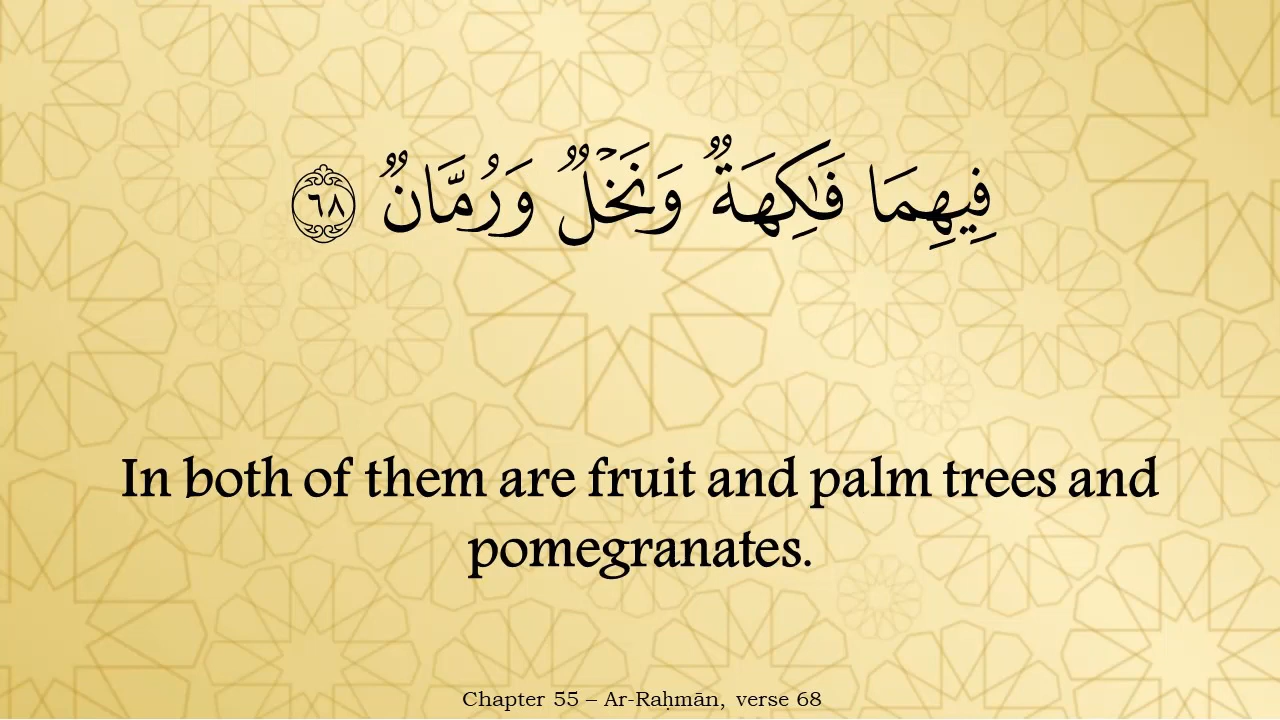 فِيهِمَا فَٰكِهَةٌ وَنَخْلٌ وَرُمَّانٌ ٦٨
In both of them are fruit and palm trees and
pomegranates.
Chapter 55 – Ar-Raḥmān, verse 68